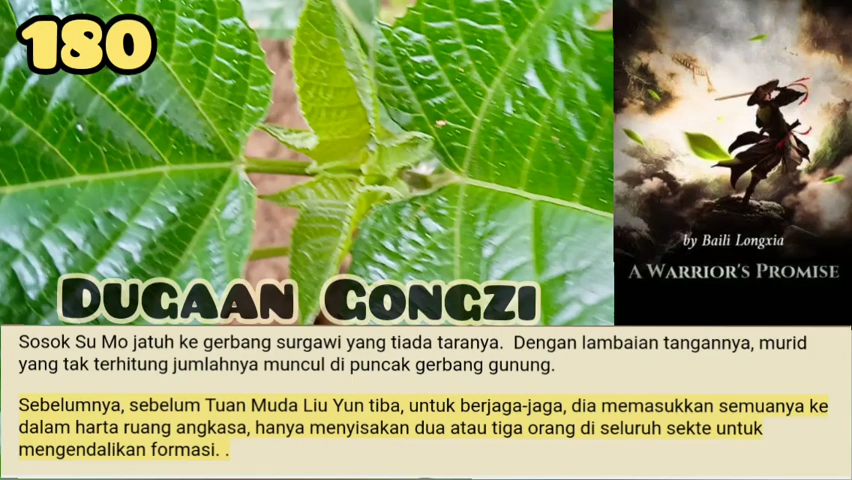 180
DUGAAN GONGZI
by Baili Longxia
A WARRIOR'S PROMISE
Sosok Su Mo jatuh ke gerbang surgawi yang tiada taranya. Dengan lambaian tangannya, murid
yang tak terhitung jumlahnya muncul di puncak gerbang gunung.
Sebelumnya, sebelum Tuan Muda Liu Yun tiba, untuk berjaga-jaga, dia memasukkan semuanya ke
dalam harta ruang angkasa, hanya menyisakan dua atau tiga orang di seluruh sekte untuk
mengendalikan formasi. .